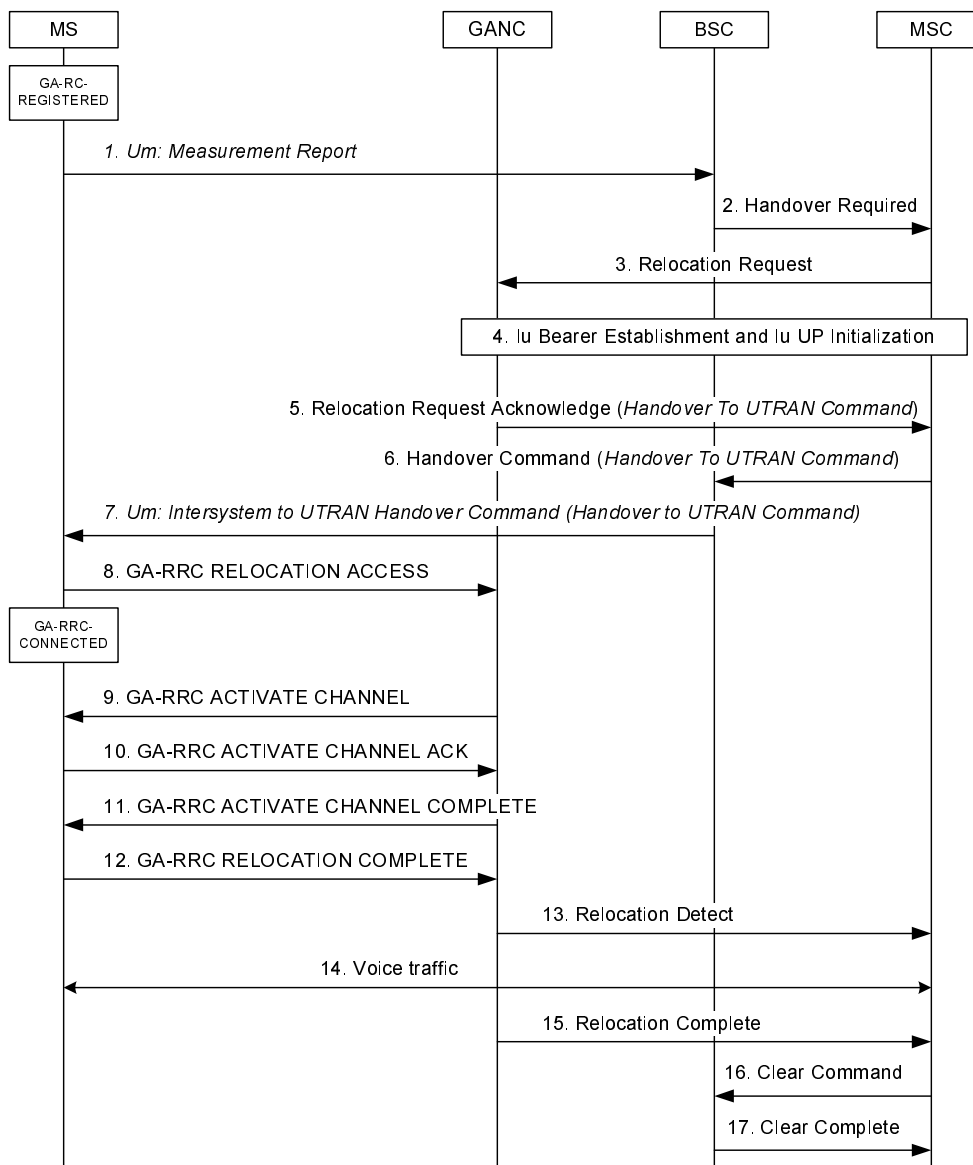 MS
GANC
BSC
MSC
GA-RC-
REGISTERED
1. Um: Measurement Report
2. Handover Required
3. Relocation Request
4. Iu Bearer Establishment and Iu UP Initialization
5. Relocation Request Acknowledge (Handover To UTRAN Command)
6. Handover Command (Handover To UTRAN Command)
7. Um: Intersystem to UTRAN Handover Command (Handover to UTRAN Command)
8. GA-RRC RELOCATION ACCESS
GA-RRC-
CONNECTED
9. GA-RRC ACTIVATE CHANNEL
10. GA-RRC ACTIVATE CHANNEL ACK
11. GA-RRC ACTIVATE CHANNEL COMPLETE
12. GA-RRC RELOCATION COMPLETE
13. Relocation Detect
14. Voice traffic
15. Relocation Complete
16. Clear Command
17. Clear Complete